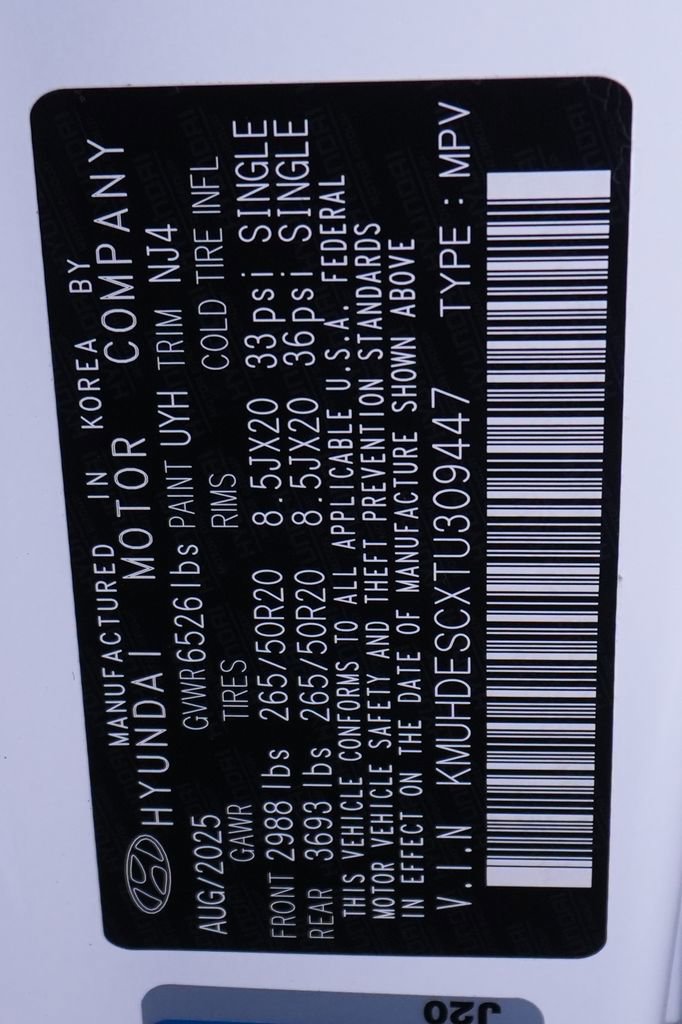 MANUFACTURED IN KOREA BY
HYUNDAI MOTOR COMPANY
AUG/2025 GVWR 6526 lbs PAINT UYH TRIM NJ4
GAWR TIRES RIMS COLD TIRE INFL
FRONT 2988 lbs 265/50R20 8.5JX20 33psi SINGLE
REAR 3693 lbs 265/50R20 8.5JX20 36psi SINGLE
THIS VEHICLE CONFORMS TO ALL APPLICABLE U.S.A. FEDERAL
MOTOR VEHICLE SAFETY AND THEFT PREVENTION STANDARDS
IN EFFECT ON THE DATE OF MANUFACTURE SHOWN ABOVE
V.I.N KMUHDESCXTU309447 TYPE : MPV
J20